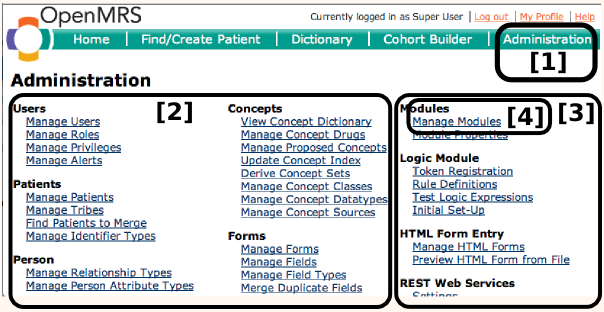 OpenMRS
Currently logged in as Super User | Log out | My Profile | Help
Home | Find/Create Patient | Dictionary | Cohort Builder | Administration
[1]
Administration
[2]
Users
Manage Users
Manage Roles
Manage Privileges
Manage Alerts
Patients
Manage Patients
Manage Tribes
Find Patients to Merge
Manage Identifier Types
Person
Manage Relationship Types
Manage Person Attribute Types
Concepts
View Concept Dictionary
Manage Concept Drugs
Manage Proposed Concepts
Update Concept Index
Derive Concept Sets
Manage Concept Classes
Manage Concept Datatypes
Manage Concept Sources
Forms
Manage Forms
Manage Fields
Manage Field Types
Merge Duplicate Fields
[3]
Modules
Manage Modules [4]
Module Properties
Logic Module
Token Registration
Rule Definitions
Test Logic Expressions
Initial Set-Up
HTML Form Entry
Manage HTML Forms
Preview HTML Form from File
REST Web Services
Settings